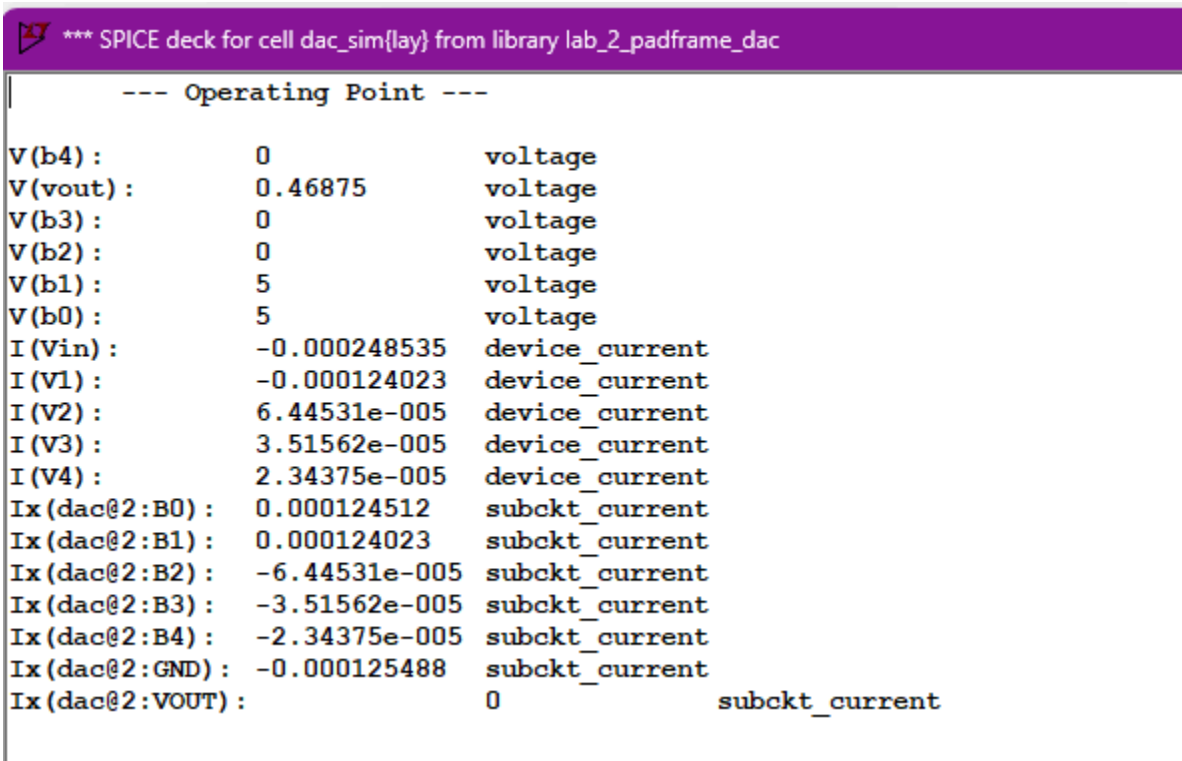 *** SPICE deck for cell dac_sim{lay} from library lab_2_padframe_dac
--- Operating Point ---
V(b4): 0 voltage
V(vout): 0.46875 voltage
V(b3): 0 voltage
V(b2): 0 voltage
V(b1): 5 voltage
V(b0): 5 voltage
I(Vin): -0.000248535 device_current
I(V1): -0.000124023 device_current
I(V2): 6.44531e-005 device_current
I(V3): 3.51562e-005 device_current
I(V4): 2.34375e-005 device_current
Ix(dac@2:B0): 0.000124512 subckt_current
Ix(dac@2:B1): 0.000124023 subckt_current
Ix(dac@2:B2): -6.44531e-005 subckt_current
Ix(dac@2:B3): -3.51562e-005 subckt_current
Ix(dac@2:B4): -2.34375e-005 subckt_current
Ix(dac@2:GND): -0.000125488 subckt_current
Ix(dac@2:VOUT): 0 subckt_current